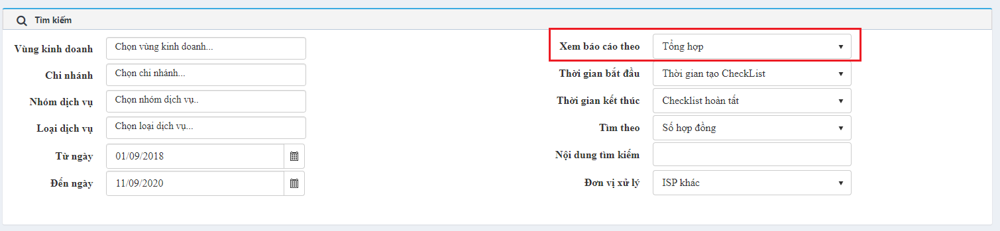 Tìm kiếm
Vùng kinh doanh Chọn vùng kinh doanh...
Chi nhánh Chọn chi nhánh...
Nhóm dịch vụ Chọn nhóm dịch vụ..
Loại dịch vụ Chọn loại dịch vụ...
Từ ngày 01/09/2018
Đến ngày 11/09/2020
Xem báo cáo theo Tổng hợp
Thời gian bắt đầu Thời gian tạo CheckList
Thời gian kết thúc Checklist hoàn tất
Tìm theo Số hợp đồng
Nội dung tìm kiếm
Đơn vị xử lý ISP khác